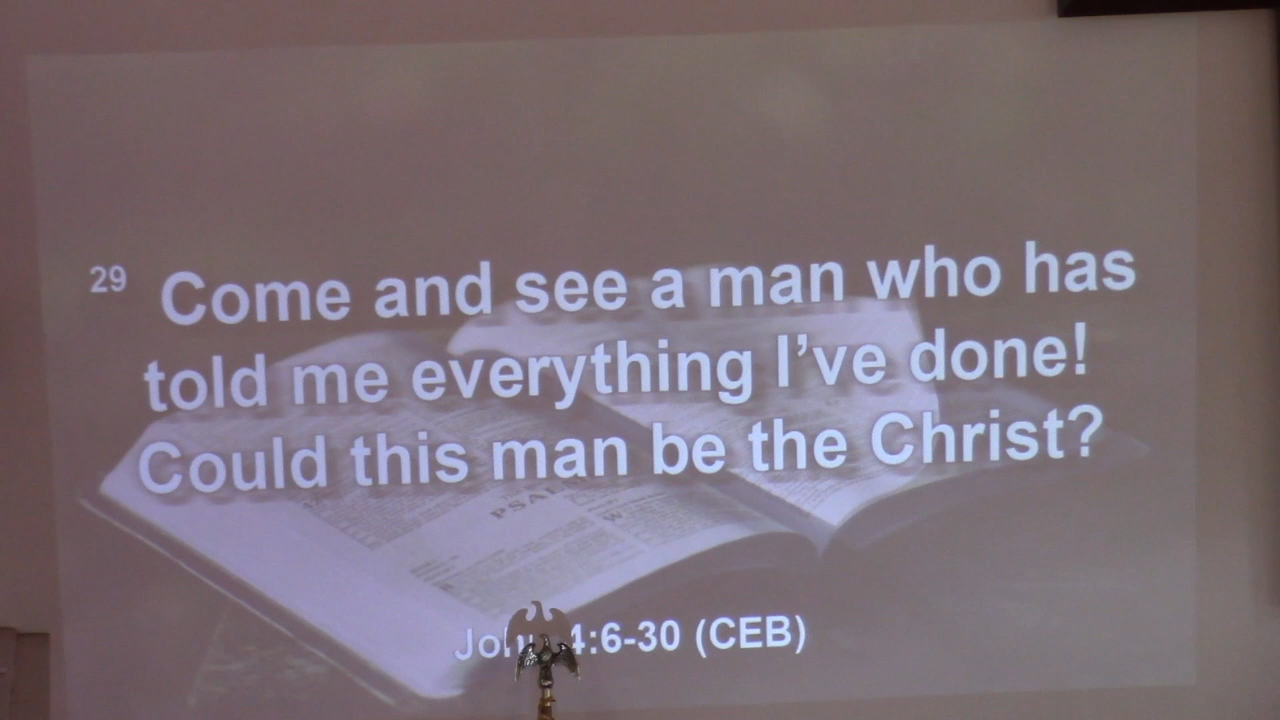 29 Come and see a man who has
told me everything I've done!
Could this man be the Christ?
PSALM
4:6-30 (CEB)